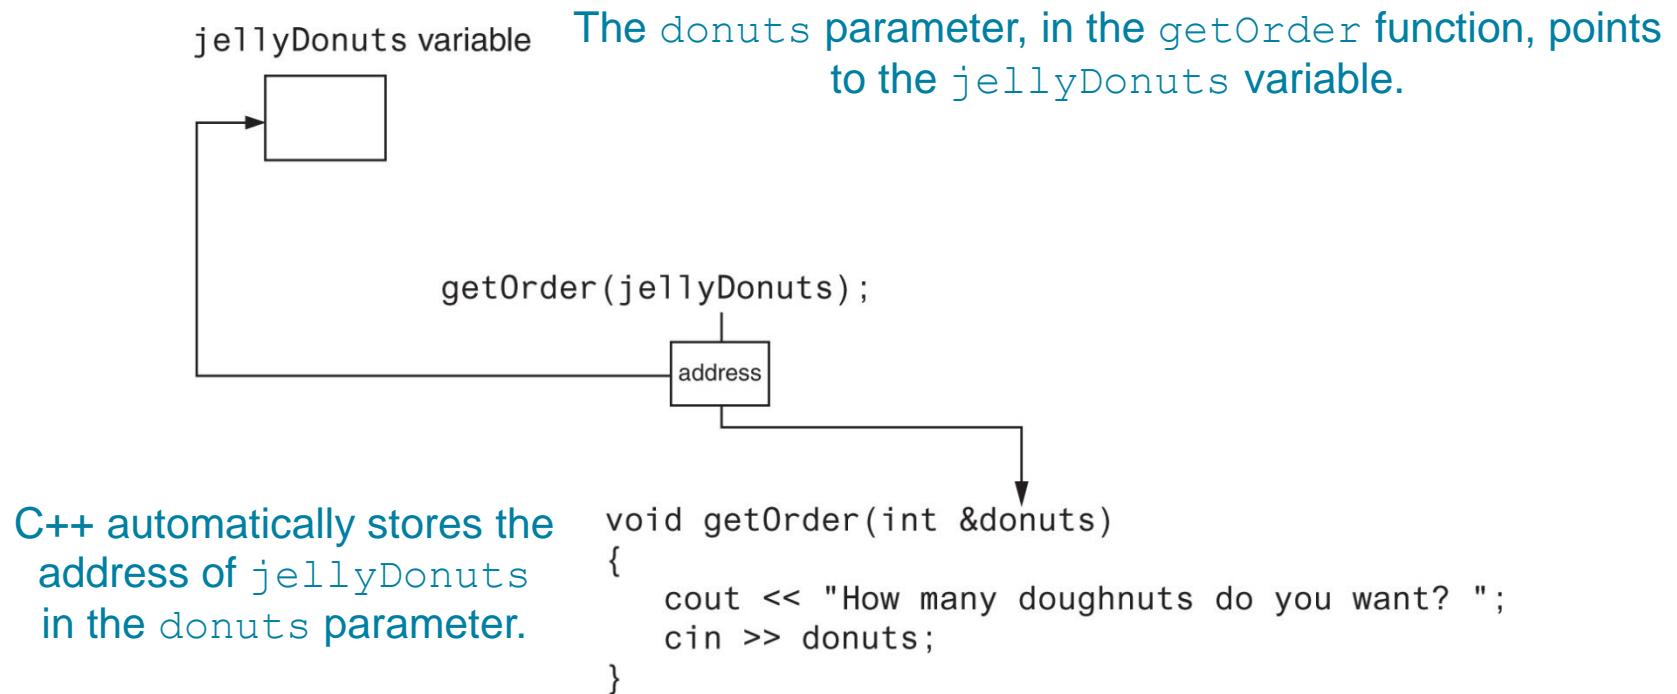 jellyDonuts variable
The donuts parameter, in the getOrder function, points
to the jellyDonuts variable.
getOrder(jellyDonuts);
address
C++ automatically stores the
address of jellyDonuts
in the donuts parameter.
void getOrder(int &donuts)
{
   cout << "How many doughnuts do you want? ";
   cin >> donuts;
}